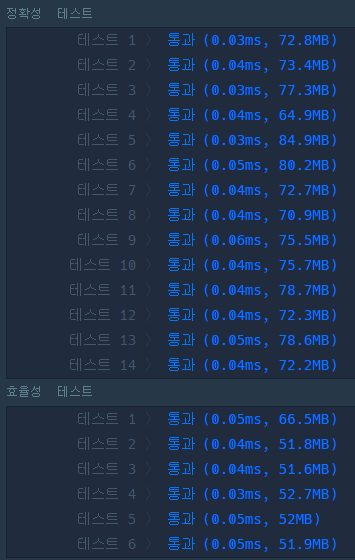 정확성 테스트
테스트 1 〉 통과 (0.03ms, 72.8MB)
테스트 2 〉 통과 (0.04ms, 73.4MB)
테스트 3 〉 통과 (0.03ms, 77.3MB)
테스트 4 〉 통과 (0.04ms, 64.9MB)
테스트 5 〉 통과 (0.03ms, 84.9MB)
테스트 6 〉 통과 (0.05ms, 80.2MB)
테스트 7 〉 통과 (0.04ms, 72.7MB)
테스트 8 〉 통과 (0.04ms, 70.9MB)
테스트 9 〉 통과 (0.06ms, 75.5MB)
테스트 10 〉 통과 (0.04ms, 75.7MB)
테스트 11 〉 통과 (0.04ms, 78.7MB)
테스트 12 〉 통과 (0.04ms, 72.3MB)
테스트 13 〉 통과 (0.05ms, 78.6MB)
테스트 14 〉 통과 (0.04ms, 72.2MB)
효율성 테스트
테스트 1 〉 통과 (0.05ms, 66.5MB)
테스트 2 〉 통과 (0.04ms, 51.8MB)
테스트 3 〉 통과 (0.04ms, 51.6MB)
테스트 4 〉 통과 (0.03ms, 52.7MB)
테스트 5 〉 통과 (0.05ms, 52MB)
테스트 6 〉 통과 (0.05ms, 51.9MB)